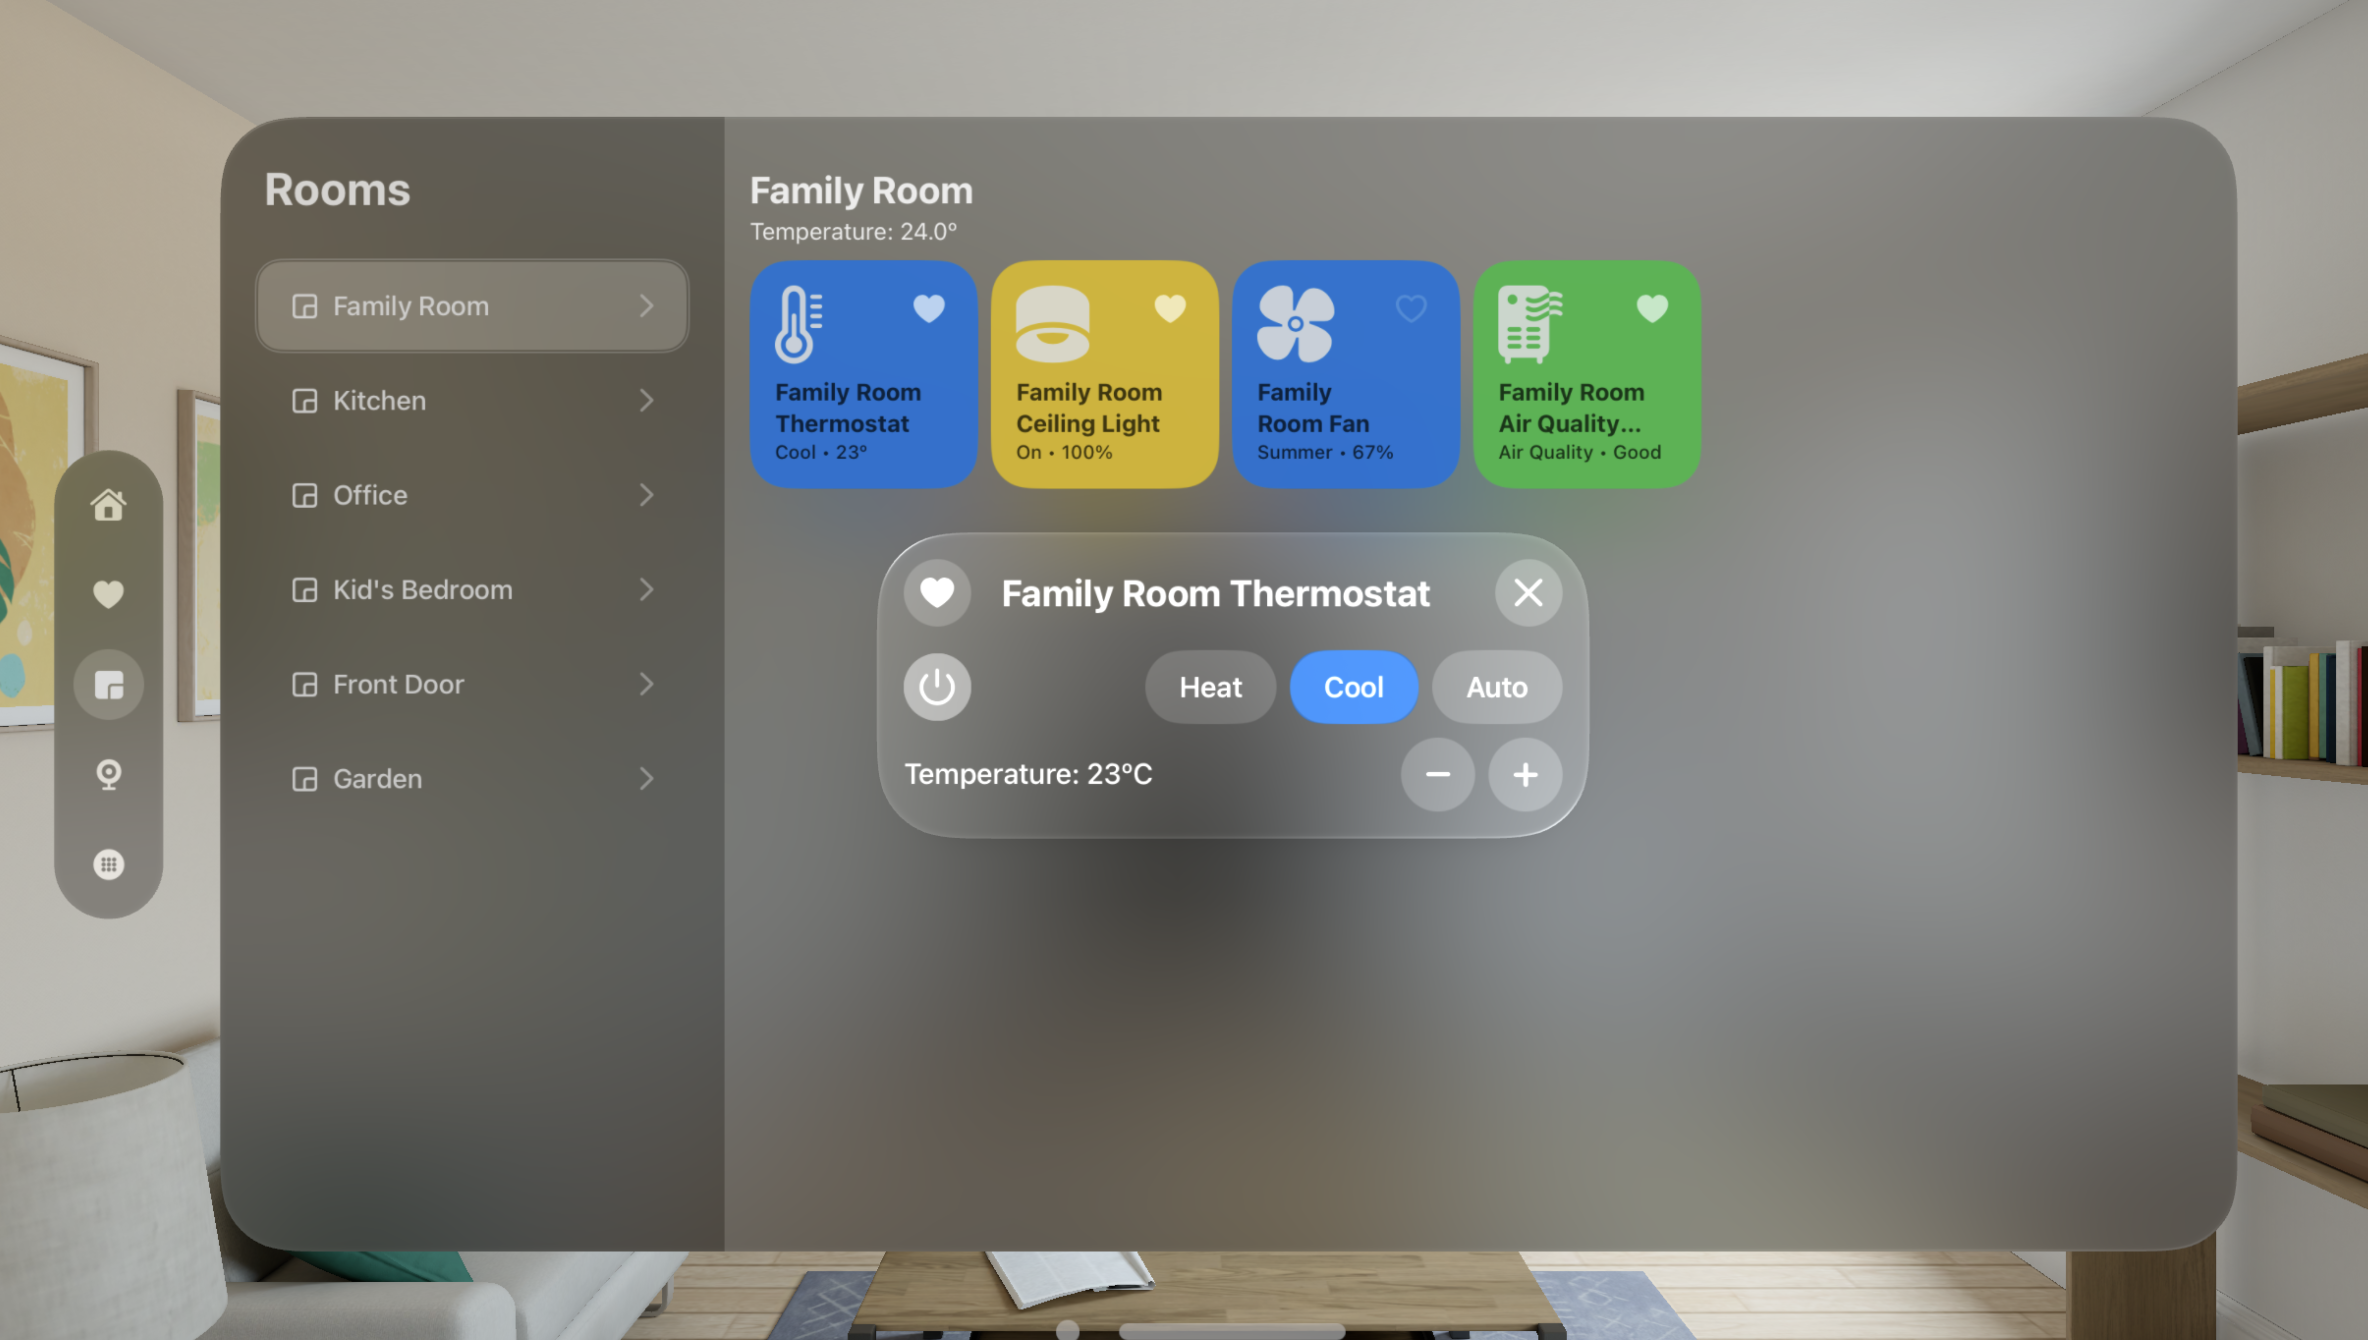 Rooms
Family Room
Kitchen
Office
Kid's Bedroom
Front Door
Garden
Family Room
Temperature: 24.0°
Family Room
Thermostat
Cool • 23°
Family Room
Ceiling Light
On • 100%
Family
Room Fan
Summer • 67%
Family Room
Air Quality...
Air Quality • Good
Family Room Thermostat
Heat
Cool
Auto
Temperature: 23°C